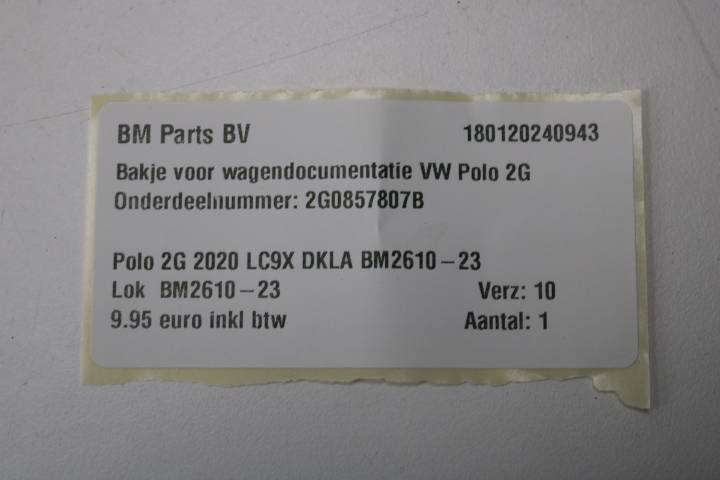 BM Parts BV 180120240943
Bakje voor wagendocumentatie VW Polo 2G
Onderdeelnummer: 2G0857807B
Polo 2G 2020 LC9X DKLA BM2610-23
Lok BM2610-23 Verz: 10
9.95 euro inkl btw Aantal: 1